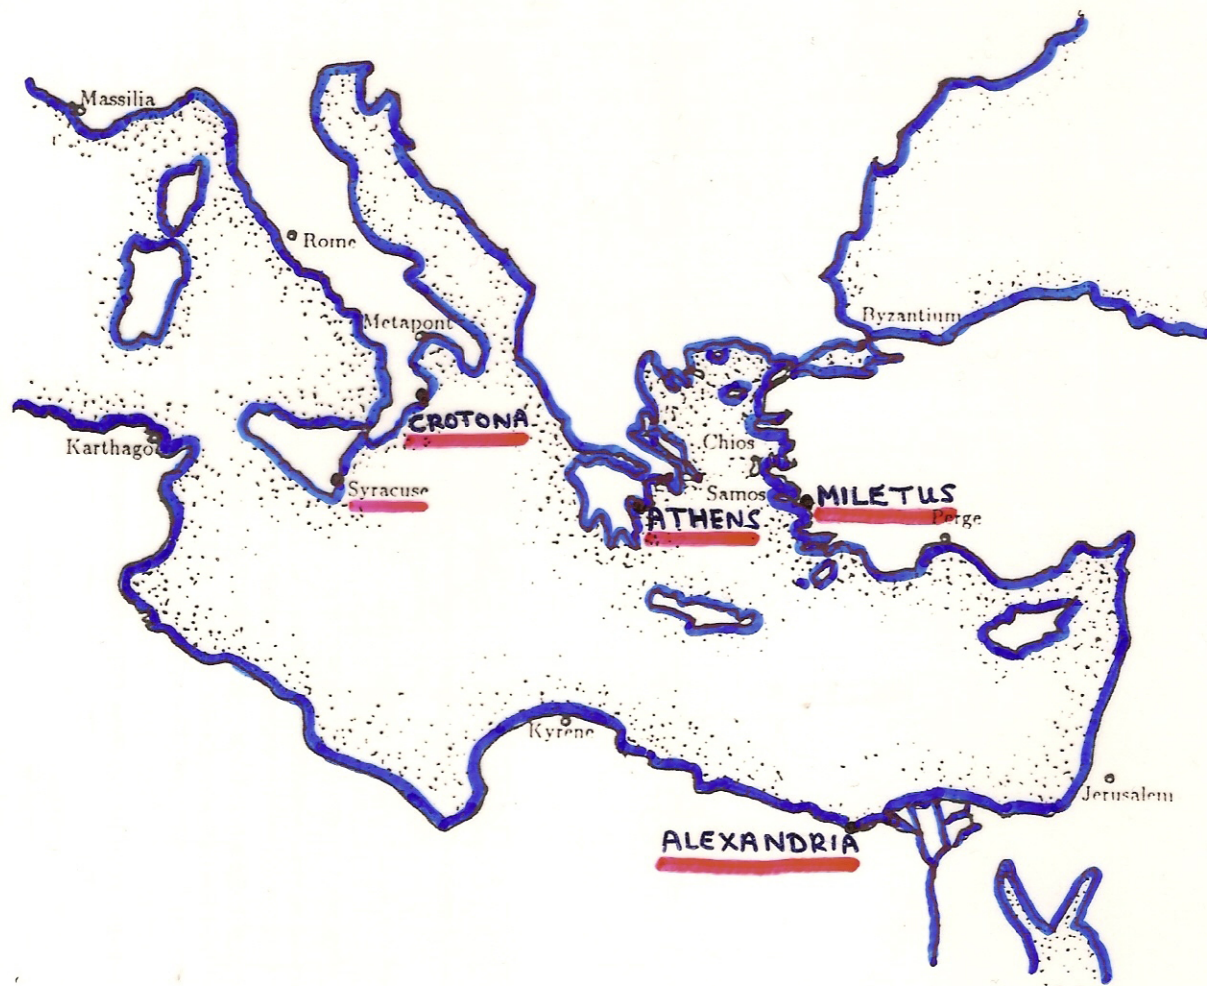 Massilia
Rome
Metapont
Byzantium
CROTONA
Karthago
Chios
Syracuse
Samos
MILETUS
ATHENS
Perge
Kyrene
Jerusalem
ALEXANDRIA